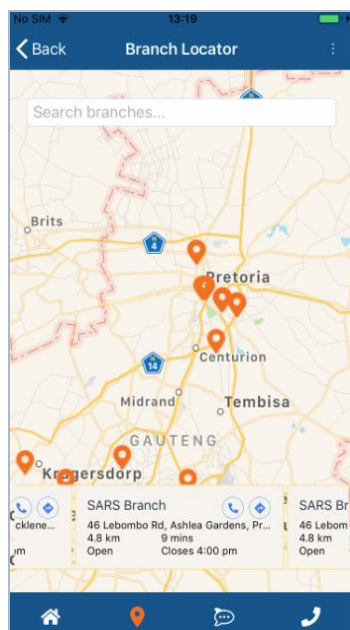 No SIM 13:19
Back Branch Locator
Search branches...
Brits
N
4
Pretoria
Centurion
14
Midrand
Tembisa
GAUTENG
Krugersdorp
SARS Branch
SARS Br
cklene...
46 Lebombo Rd, Ashlea Gardens, Pr...
46 Lebom
4.8 km 9 mins
4.8 km
Open Closes 4:00 pm
Open